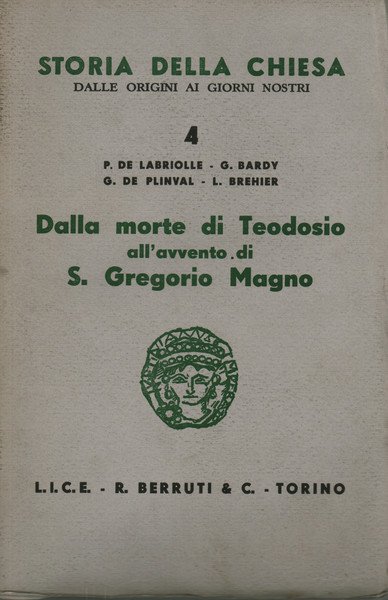 STORIA DELLA CHIESA
DALLE ORIGINI AI GIORNI NOSTRI
4
P. DE LABRIOLLE - G. BARDY
G. DE PLINVAL - L. BREHIER
Dalla morte di Teodosio
all'avvento di
S. Gregorio Magno
L.I.C.E. - R. BERRUTI & C. - TORINO